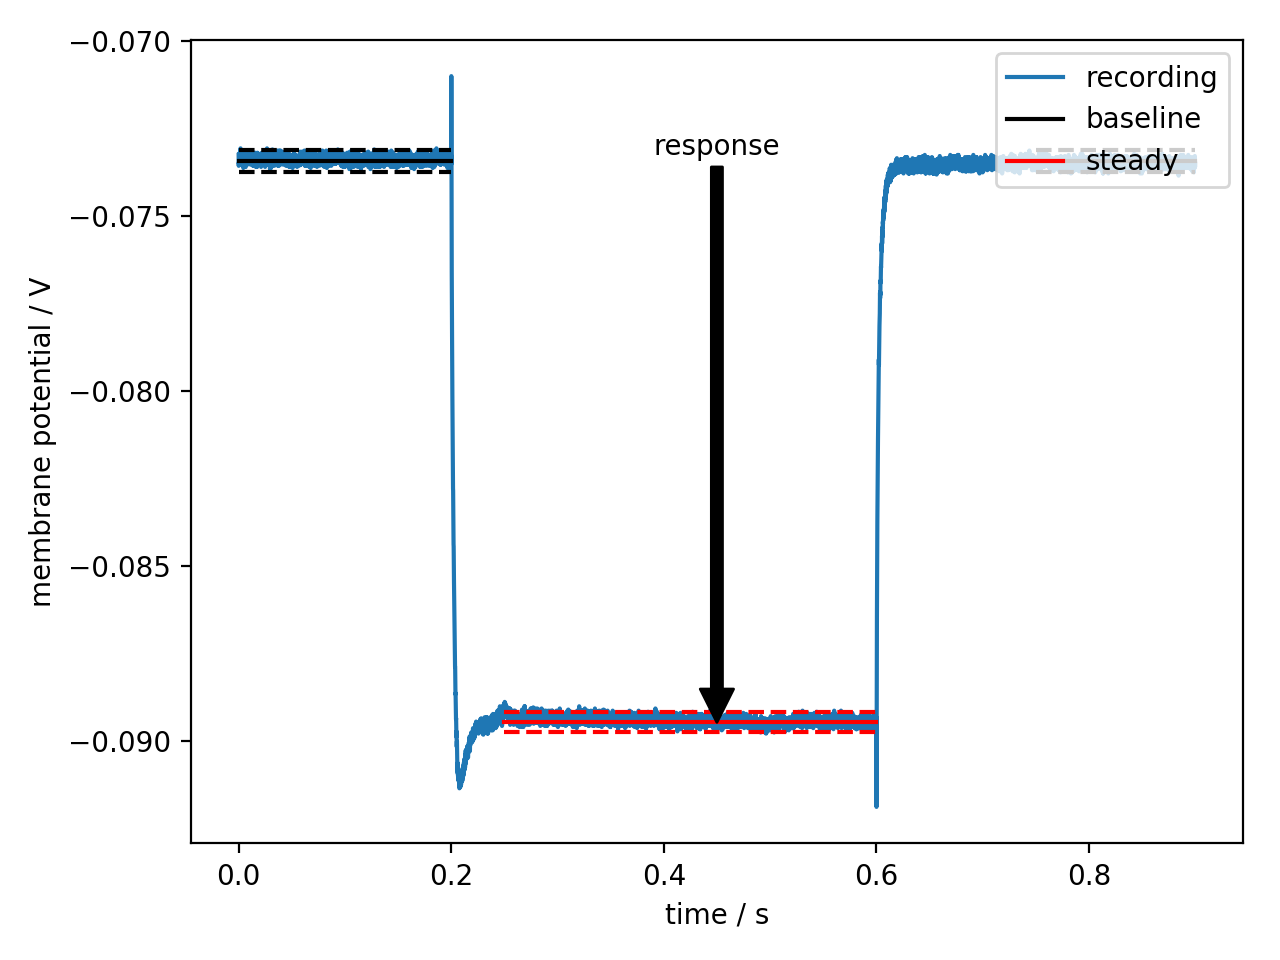 −0.070
−0.075
−0.080
−0.085
−0.090
membrane potential / V
response
recording
baseline
steady
0.0
0.2
0.4
0.6
0.8
time / s